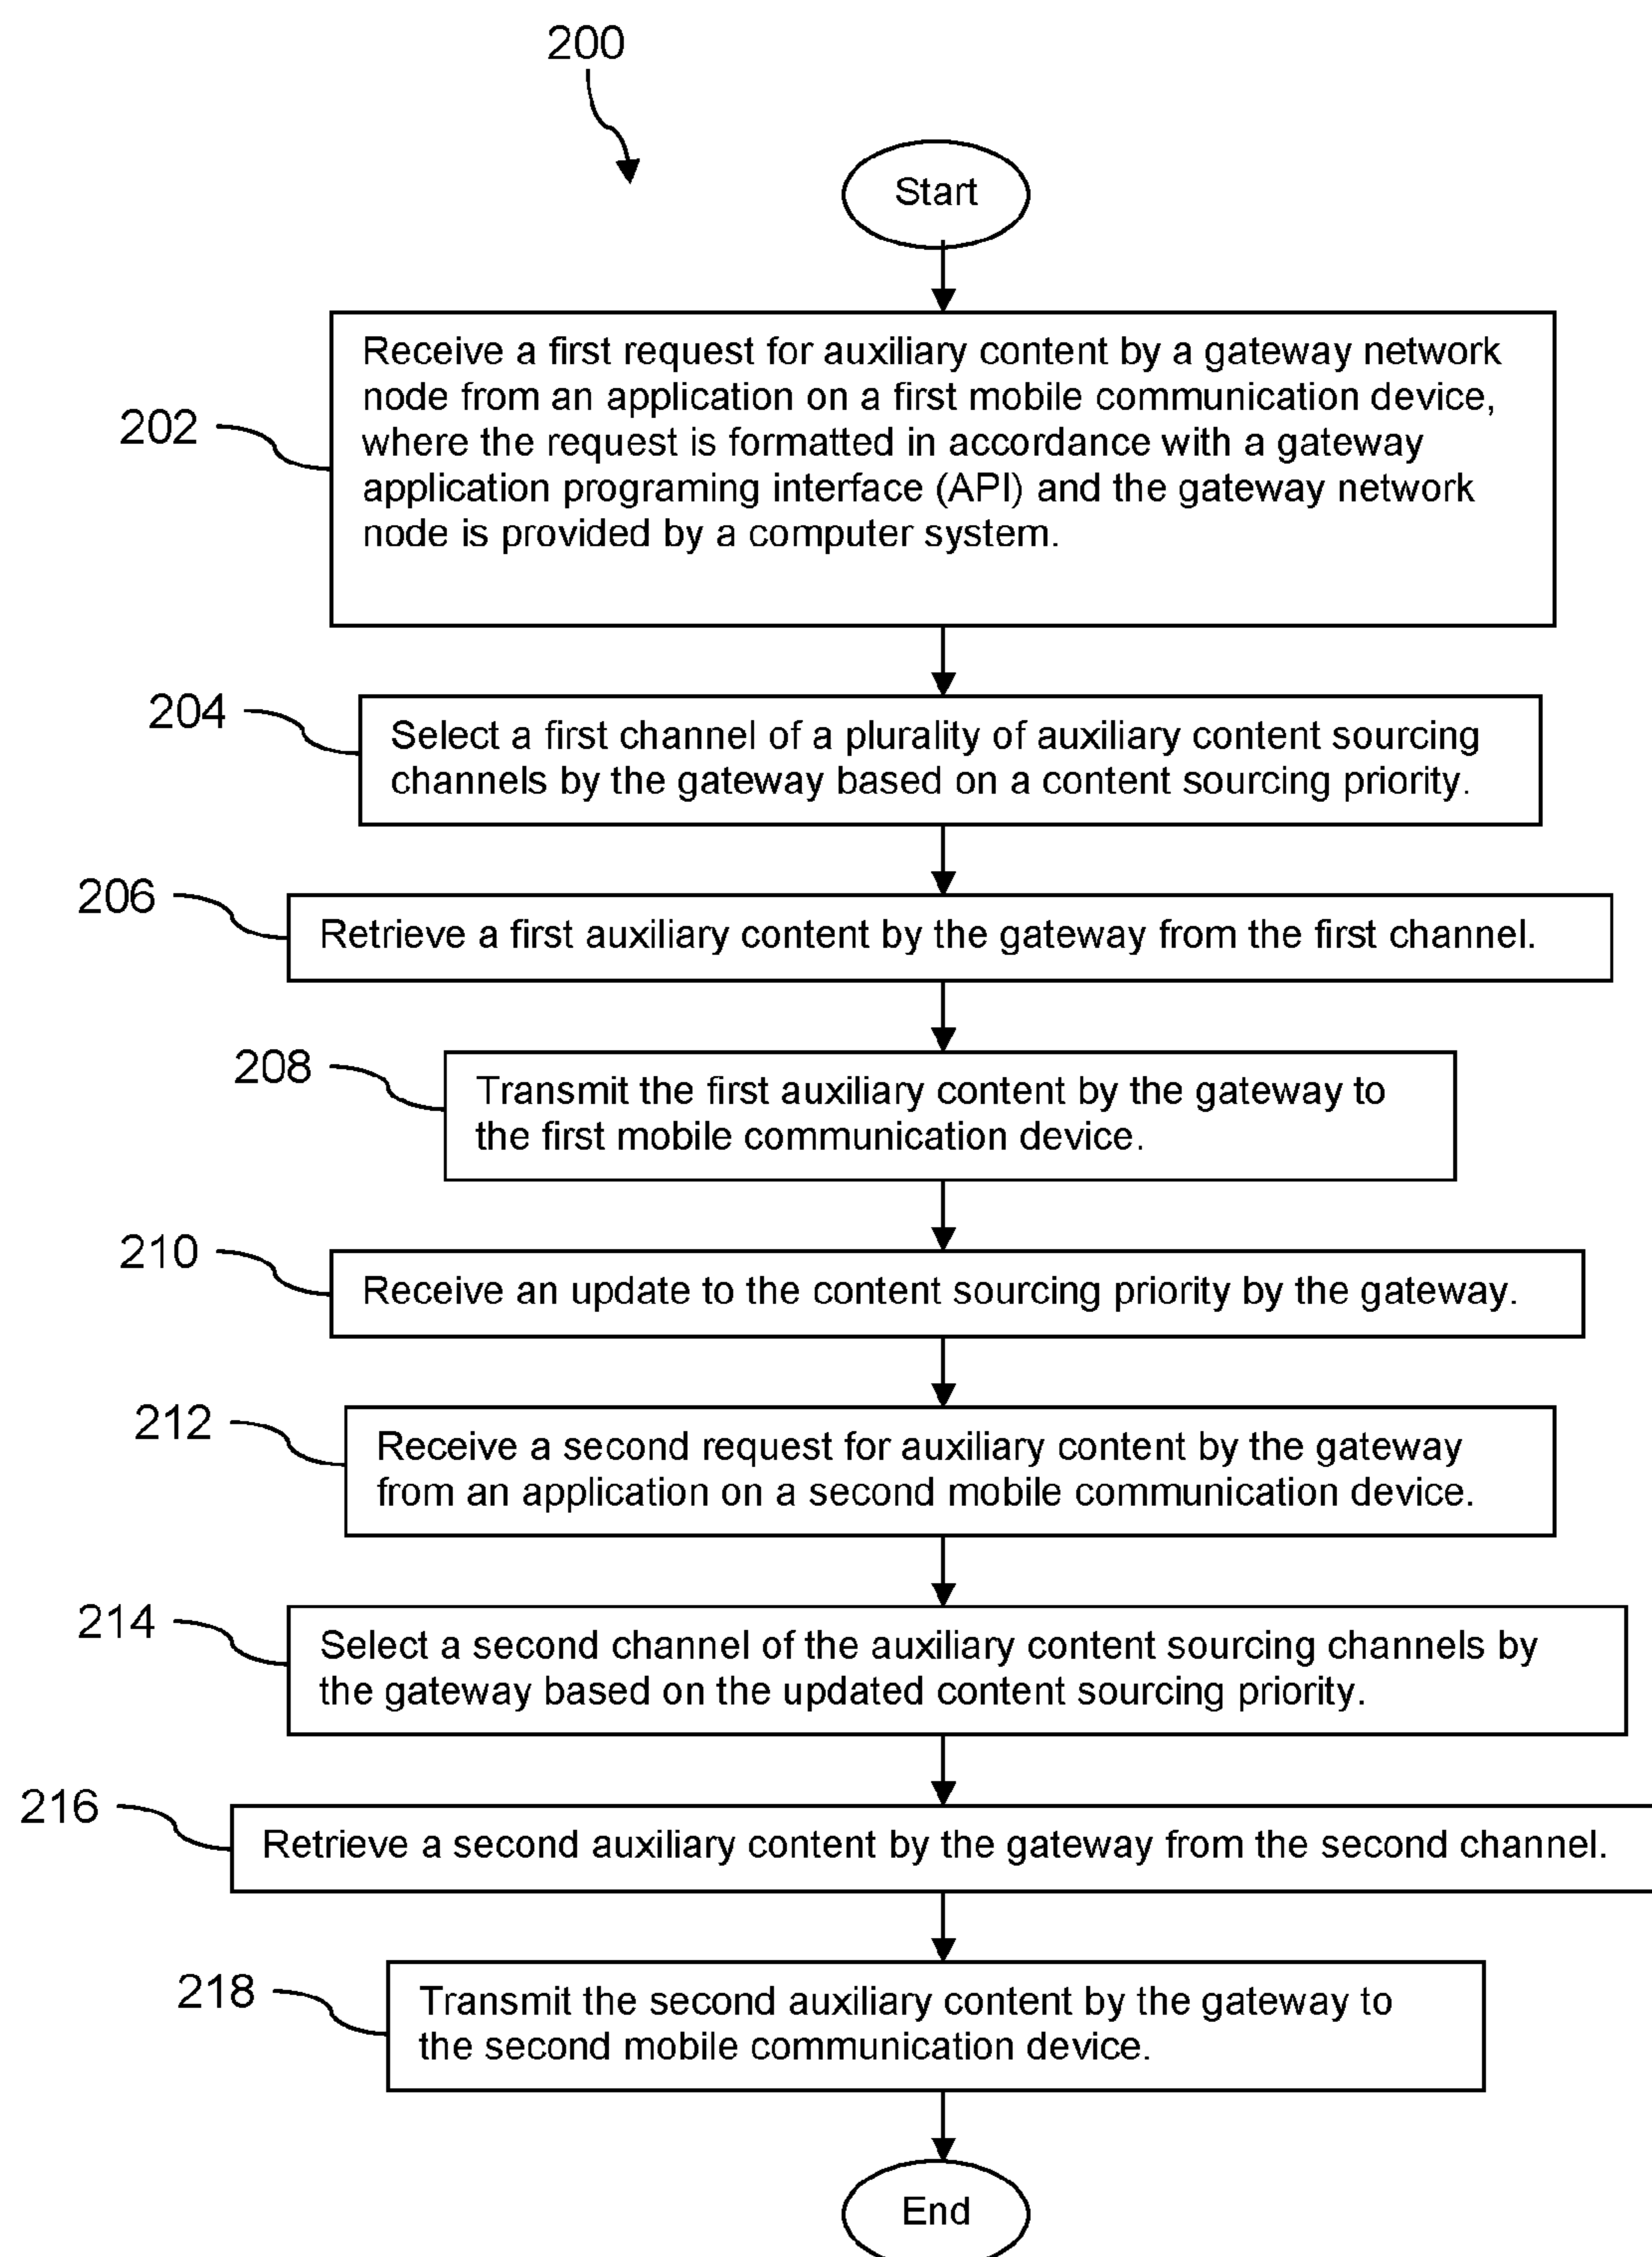 200
Start
202
Receive a first request for auxiliary content by a gateway network
node from an application on a first mobile communication device,
where the request is formatted in accordance with a gateway
application programing interface (API) and the gateway network
node is provided by a computer system.
204
Select a first channel of a plurality of auxiliary content sourcing
channels by the gateway based on a content sourcing priority.
206
Retrieve a first auxiliary content by the gateway from the first channel.
208
Transmit the first auxiliary content by the gateway to
the first mobile communication device.
210
Receive an update to the content sourcing priority by the gateway.
212
Receive a second request for auxiliary content by the gateway
from an application on a second mobile communication device.
214
Select a second channel of the auxiliary content sourcing channels by
the gateway based on the updated content sourcing priority.
216
Retrieve a second auxiliary content by the gateway from the second channel.
218
Transmit the second auxiliary content by the gateway to
the second mobile communication device.
End